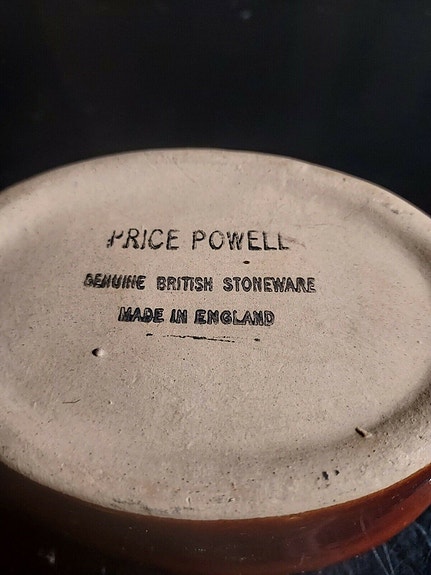 PRICE POWELL
GENUINE BRITISH STONEWARE
MADE IN ENGLAND